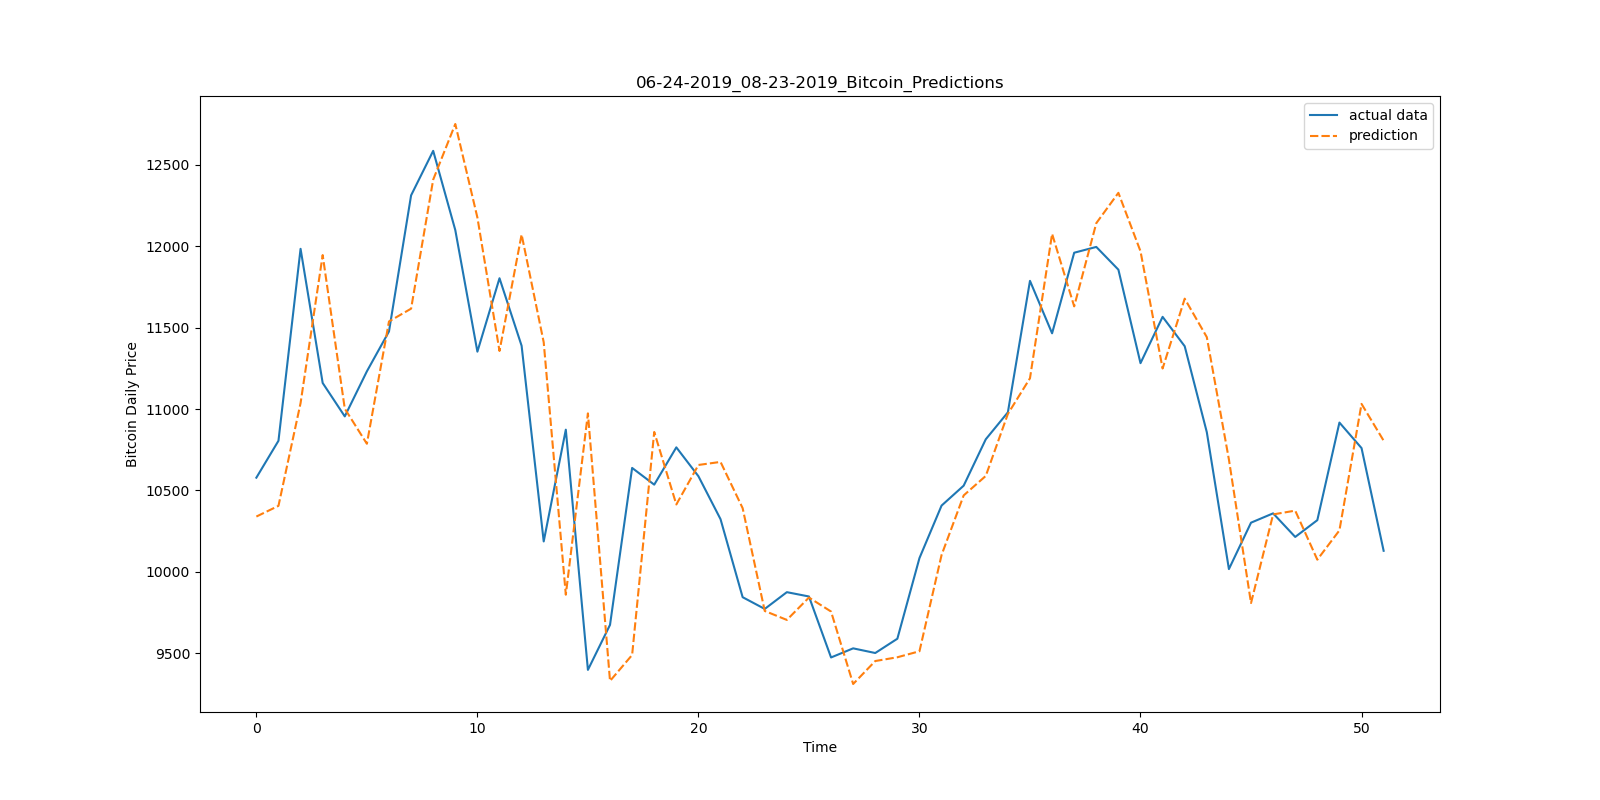 06-24-2019_08-23-2019_Bitcoin_Predictions
actual data
prediction
12500
12000
11500
11000
10500
10000
9500
Bitcoin Daily Price
0 10 20 30 40 50
Time